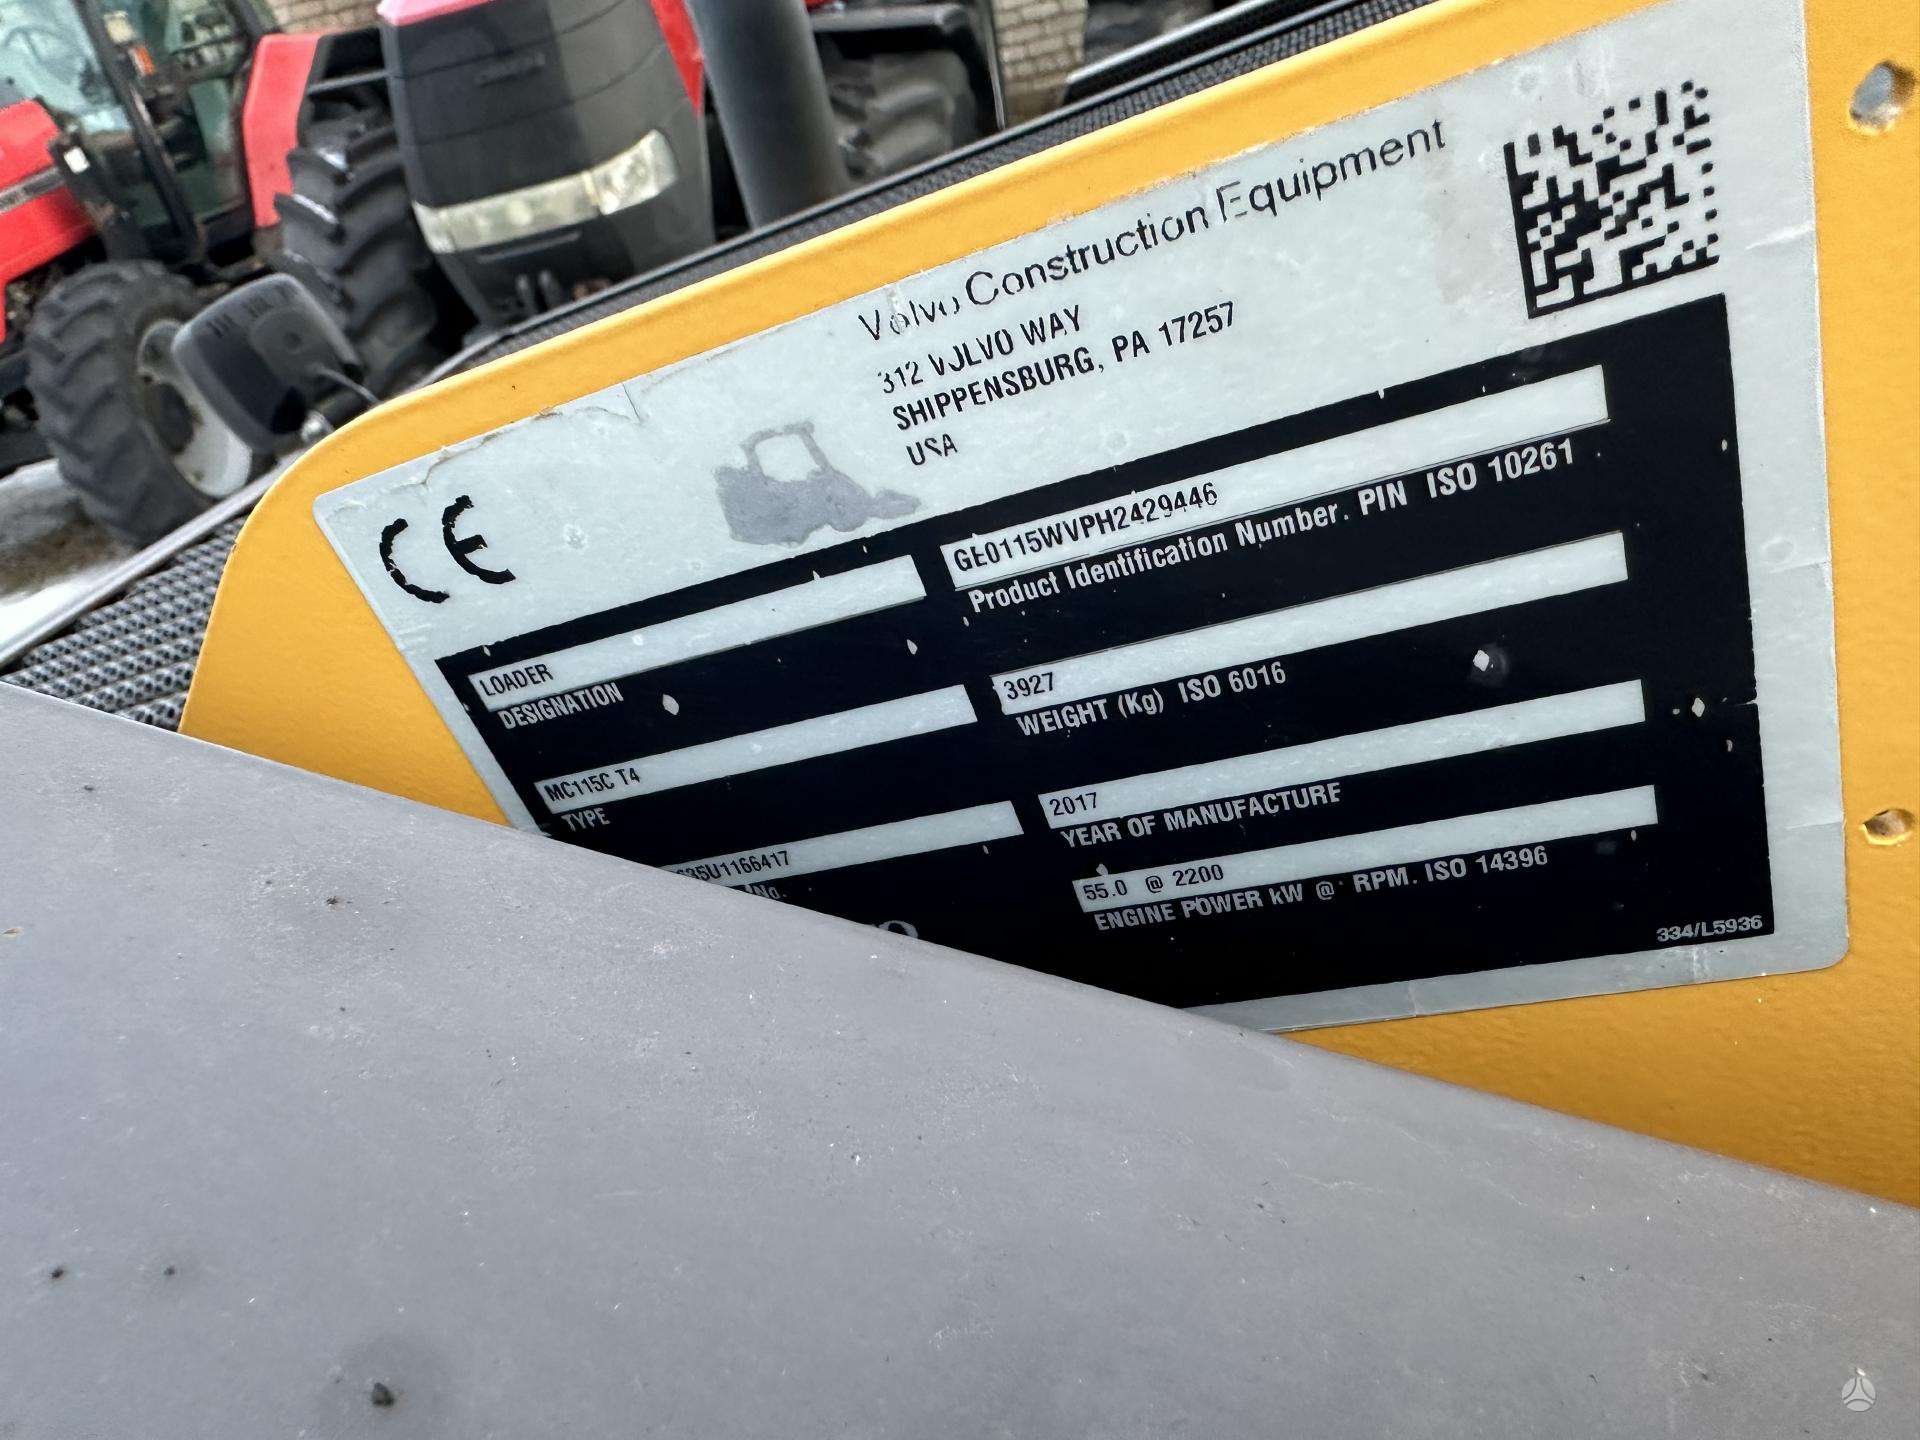 Volvo Construction Equipment
312 VOLVO WAY
SHIPPENSBURG, PA 17257
USA
CE
GE0115WVPH2429446
Product Identification Number. PIN ISO 10261
LOADER
DESIGNATION
3927
WEIGHT (Kg) ISO 6016
MC115C T4
TYPE
2017
YEAR OF MANUFACTURE
35U1166417
No.
55.0 @ 2200
ENGINE POWER kW @ RPM. ISO 14396
334/L5936